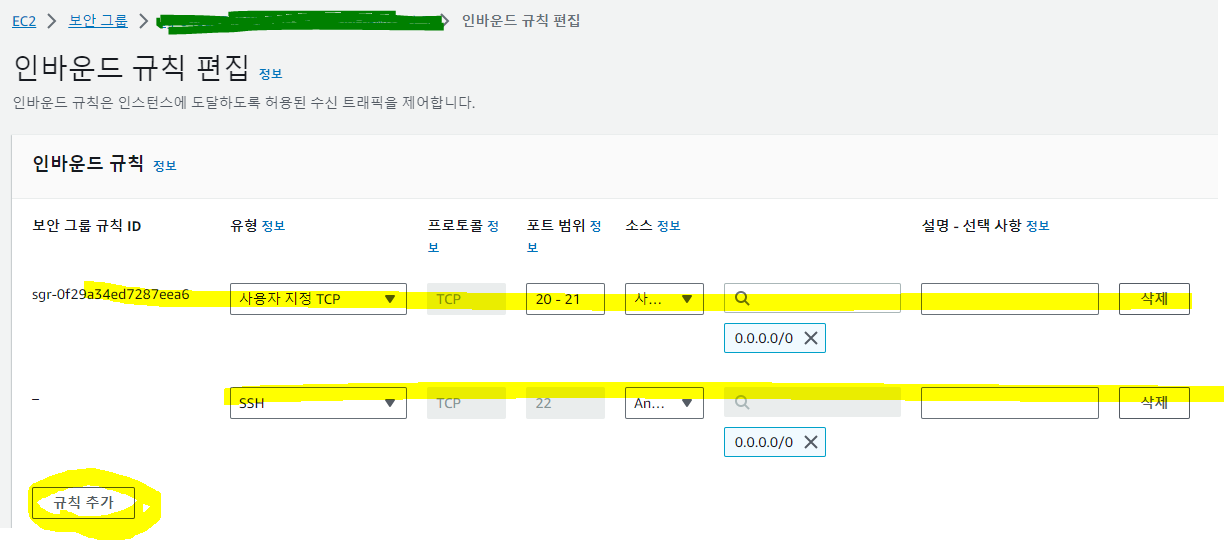 EC2 > 보안 그룹 > > 인바운드 규칙 편집
인바운드 규칙 편집 정보
인바운드 규칙은 인스턴스에 도달하도록 허용된 수신 트래픽을 제어합니다.
인바운드 규칙 정보
보안 그룹 규칙 ID 유형 정보 프로토콜 정보 포트 범위 정보 소스 정보 설명 - 선택 사항 정보
sgr-0f29a34ed7287eea6 사용자 지정 TCP TCP 20 - 21 사... 삭제
0.0.0.0/0
– SSH TCP 22 An... 삭제
0.0.0.0/0
규칙 추가